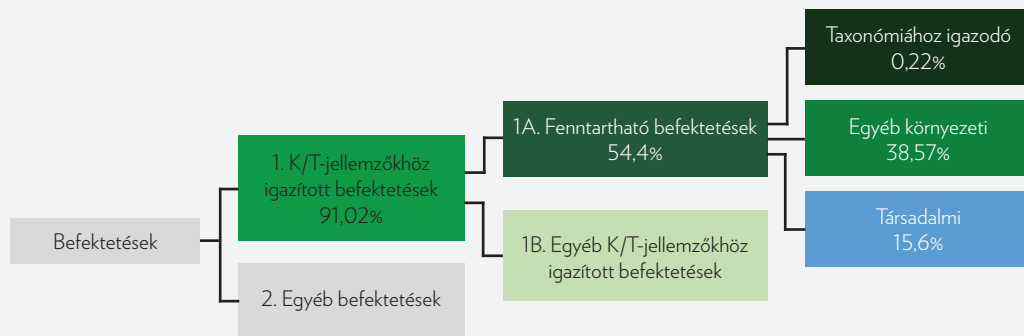 Befektetések
1. K/T-jellemzőkhöz
igazított befektetések
91,02%
2. Egyéb befektetések
1A. Fenntartható befektetések
54,4%
1B. Egyéb K/T-jellemzőkhöz
igazított befektetések
Taxonómiához igazodó
0,22%
Egyéb környezeti
38,57%
Társadalmi
15,6%